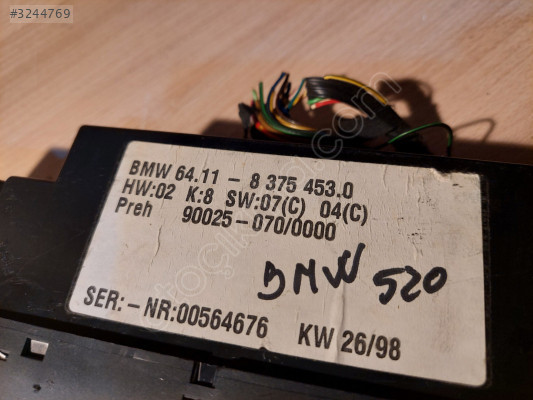 #3244769
BMW 64.11 - 8 375 453.0
HW:02 K:8 SW:07(C) 04(C)
Preh 90025-070/0000
BMW 520
SER:-NR:00564676 KW 26/98